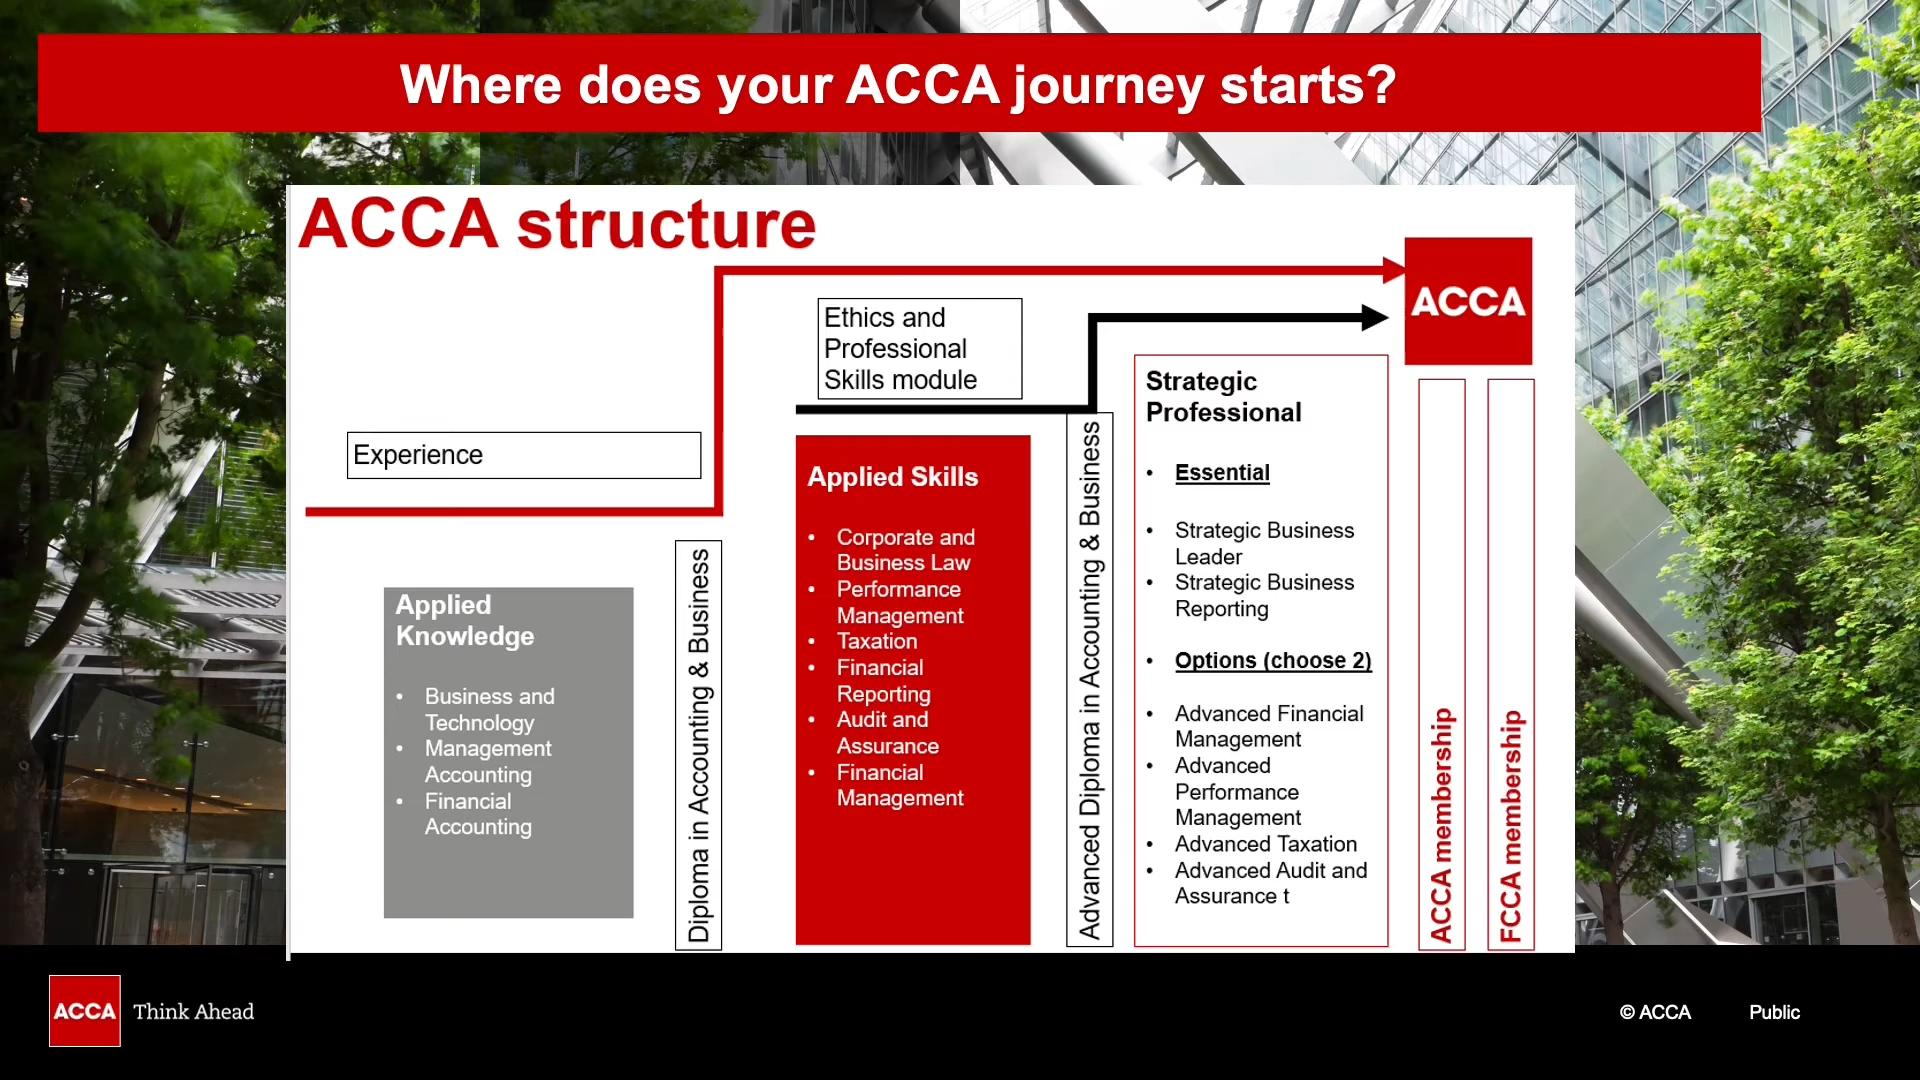 Where does your ACCA journey starts?
ACCA structure
ACCA
Ethics and
Professional
Skills module
Experience
Applied
Knowledge
• Business and
Technology
• Management
Accounting
• Financial
Accounting
Diploma in Accounting & Business
Applied Skills
• Corporate and
Business Law
• Performance
Management
• Taxation
• Financial
Reporting
• Audit and
Assurance
• Financial
Management
Advanced Diploma in Accounting & Business
Strategic
Professional
• Essential
• Strategic Business
Leader
• Strategic Business
Reporting
• Options (choose 2)
• Advanced Financial
Management
• Advanced
Performance
Management
• Advanced Taxation
• Advanced Audit and
Assurance t
ACCA membership
FCCA membership
ACCA Think Ahead
© ACCA Public